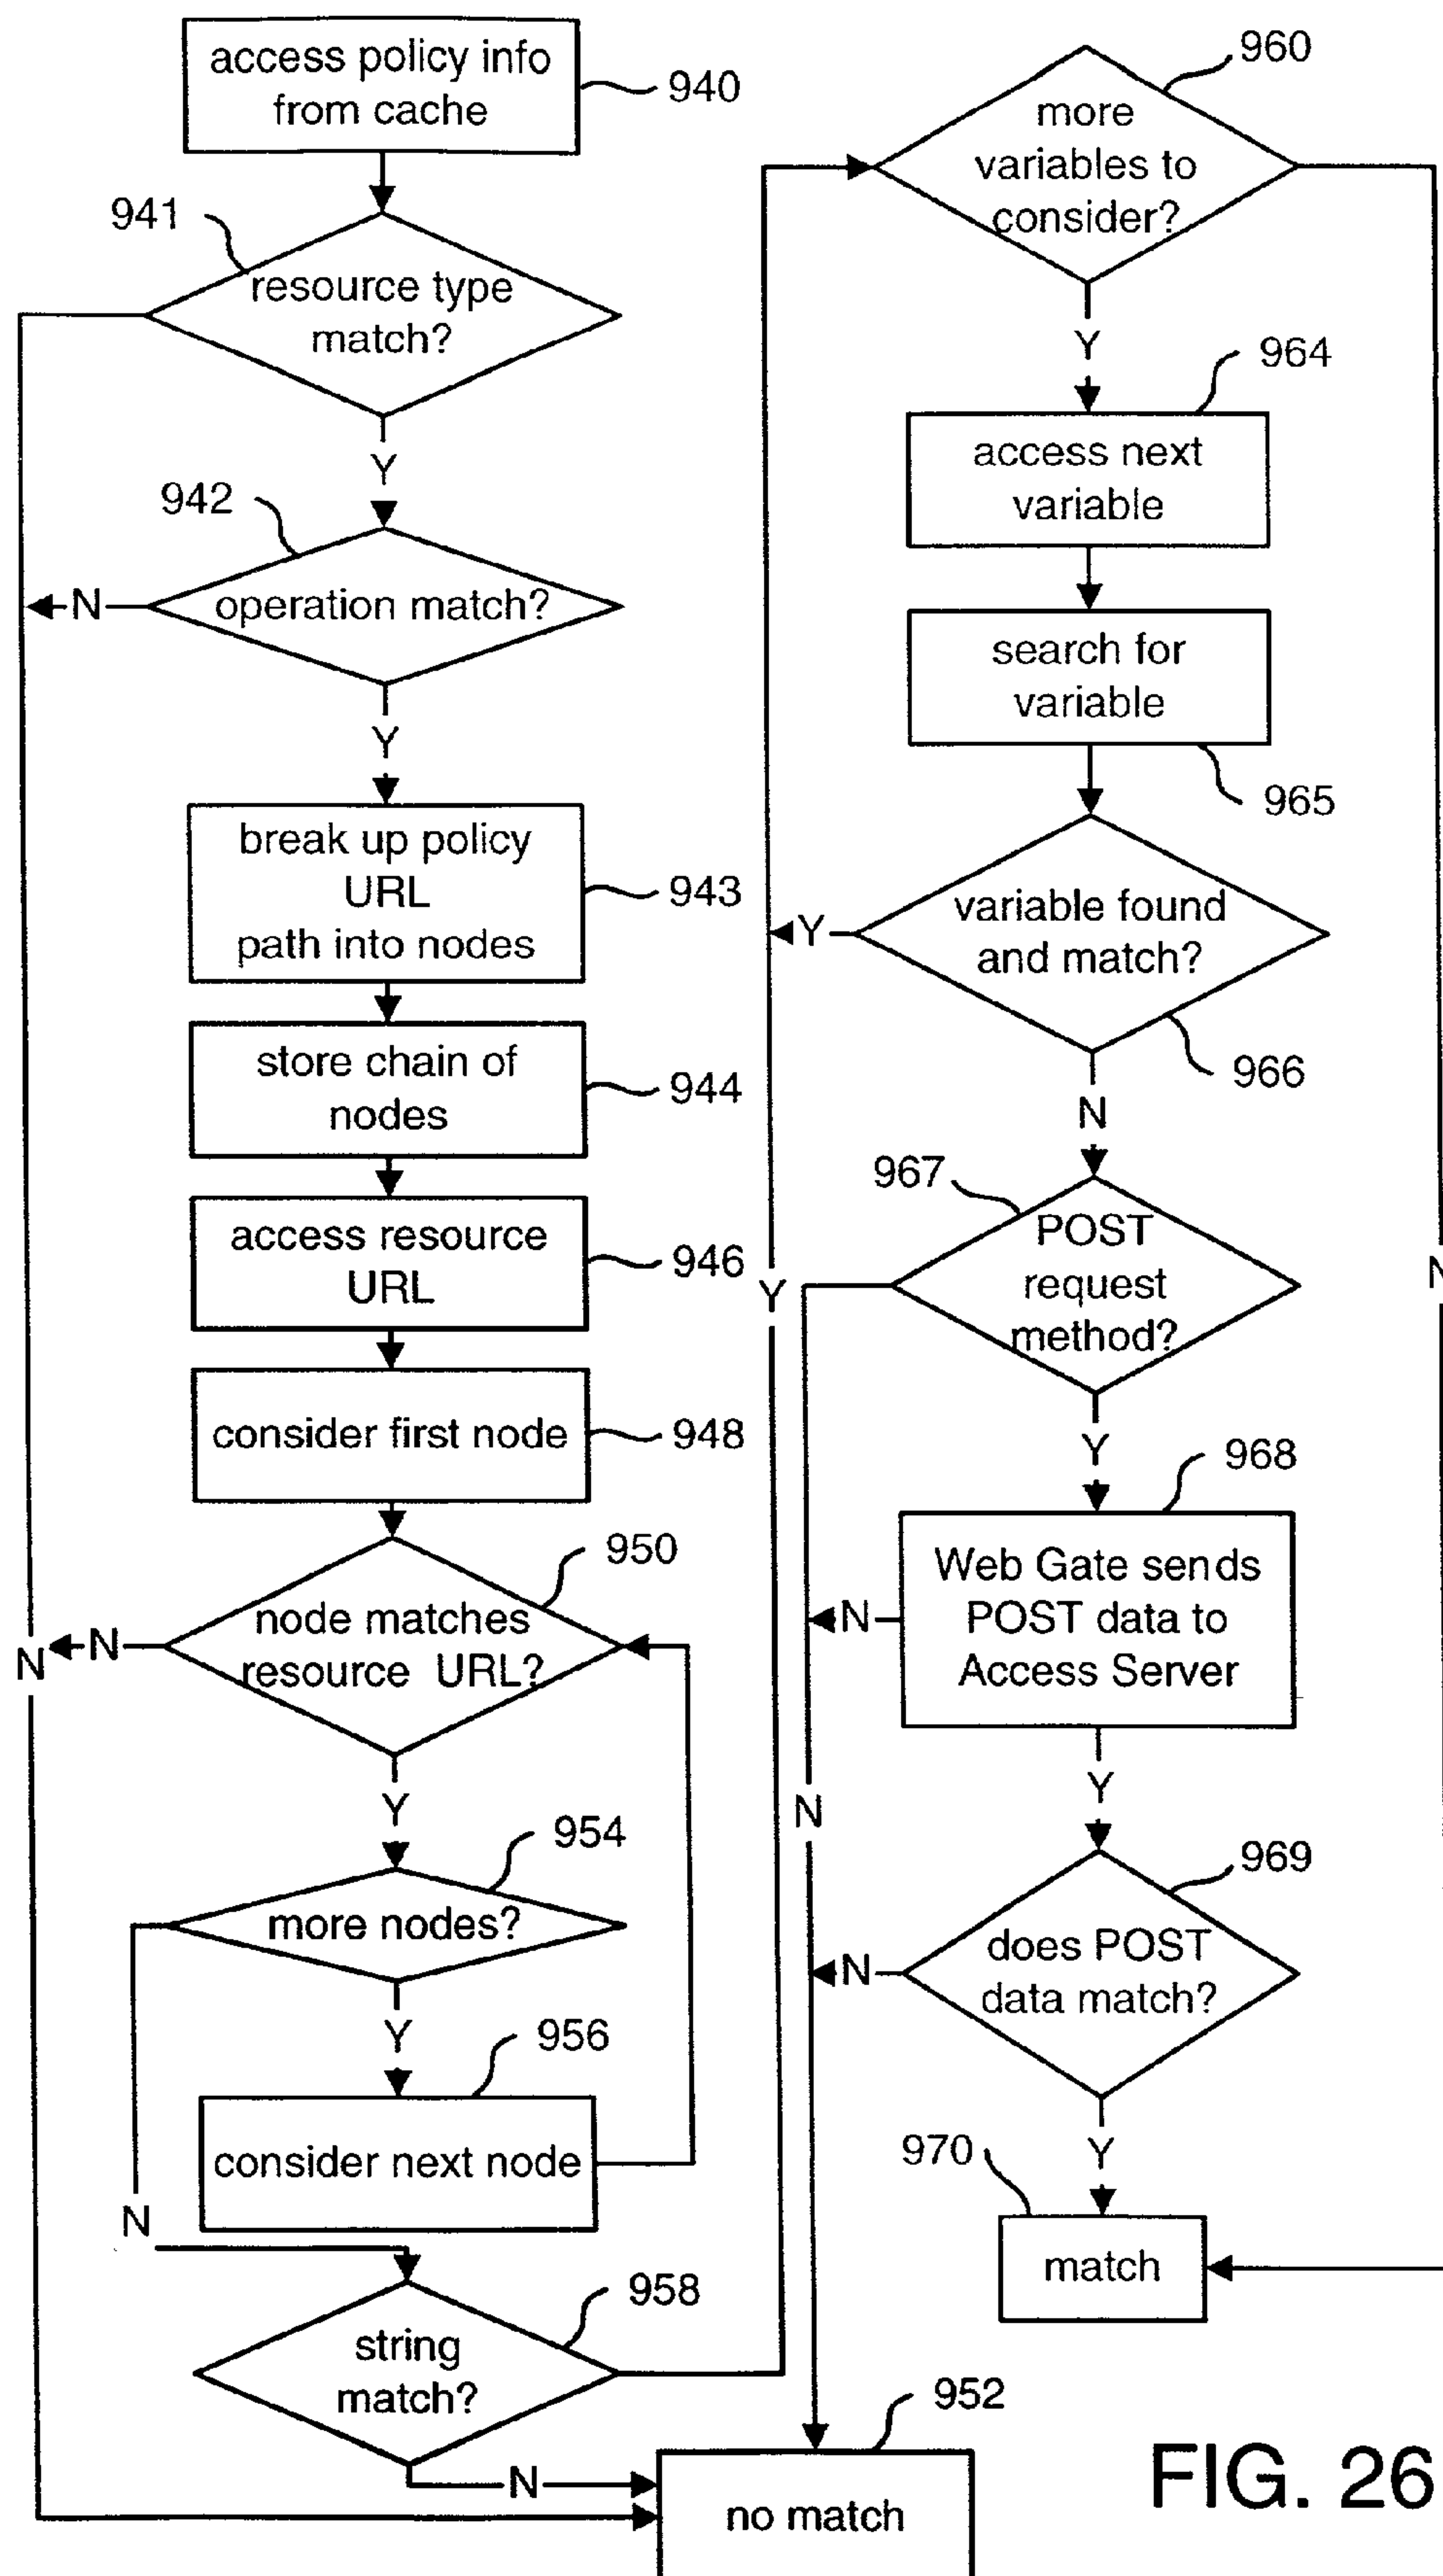 access policy info
from cache
940
941
resource type
match?
Y
942
operation match?
N
Y
break up policy
URL
path into nodes
943
store chain of
nodes
944
access resource
URL
946
consider first node
948
950
node matches
resource URL?
N
N
Y
954
more nodes?
Y
956
consider next node
N
958
string
match?
N
952
no match
960
more
variables to
consider?
Y
964
access next
variable
search for
variable
965
variable found
and match?
Y
966
N
967
POST
request
method?
Y
N
Y
968
Web Gate sends
POST data to
Access Server
N
Y
N
969
does POST
data match?
N
Y
970
match
FIG. 26